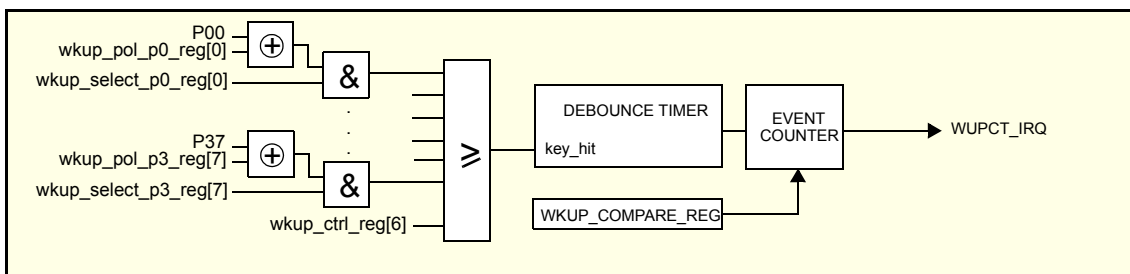 P00
wkup_pol_p0_reg[0]
wkup_select_p0_reg[0]
&
P37
wkup_pol_p3_reg[7]
wkup_select_p3_reg[7]
&
wkup_ctrl_reg[6]
≥
DEBOUNCE TIMER
key_hit
WKUP_COMPARE_REG
EVENT
COUNTER
WUPCT_IRQ